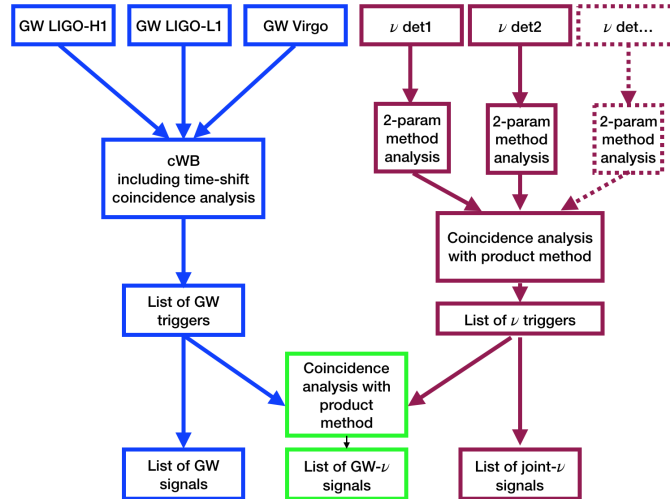 GW LIGO-H1
GW LIGO-L1
GW Virgo
ν det1
ν det2
ν det...
2-param
method
analysis
2-param
method
analysis
2-param
method
analysis
cWB
including time-shift
coincidence analysis
Coincidence analysis
with product method
List of GW
triggers
List of ν triggers
Coincidence
analysis with
product
method
List of GW
signals
List of GW-ν
signals
List of joint-ν
signals